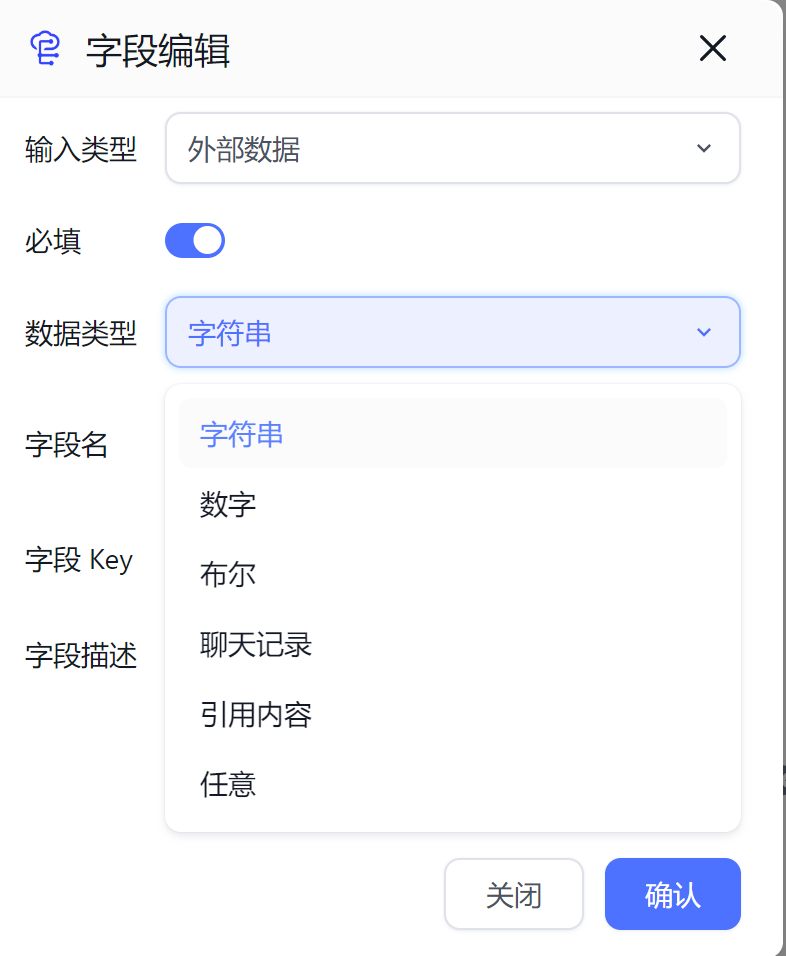 字段编辑
输入类型
外部数据
必填
数据类型
字符串
字符串
字段名
数字
字段 Key
布尔
字段描述
聊天记录
引用内容
任意
关闭
确认